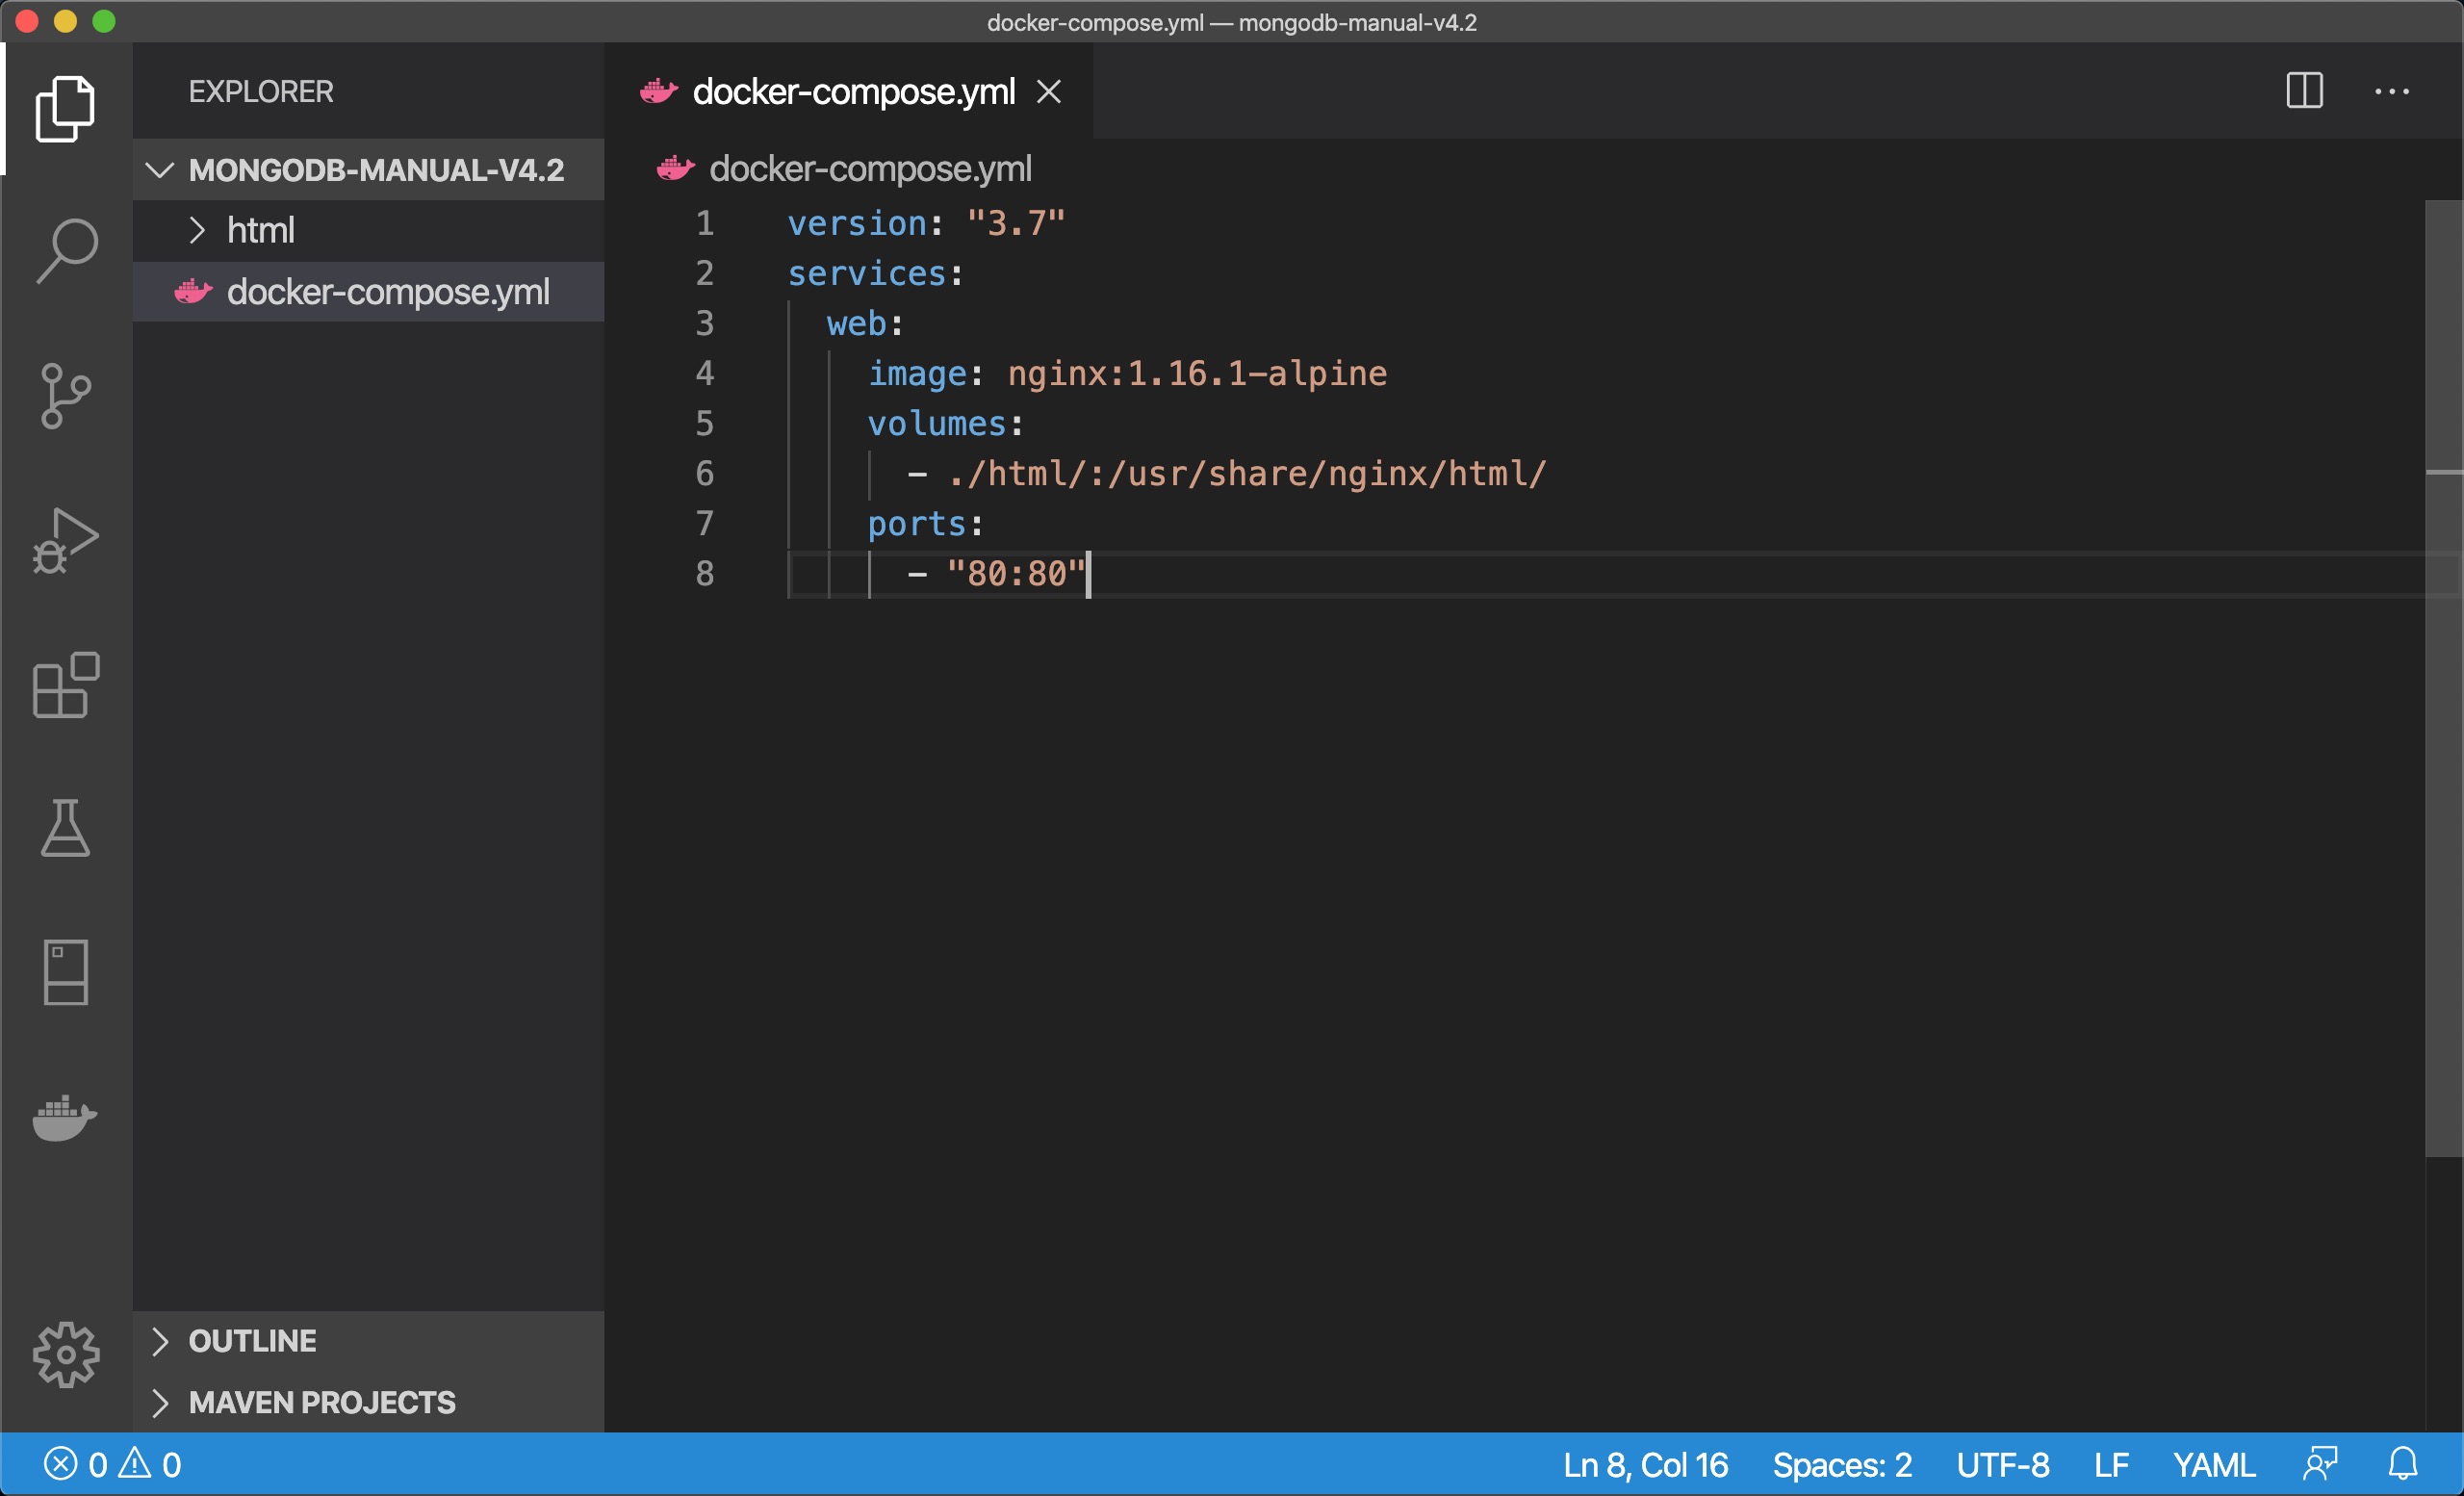 docker-compose.yml — mongodb-manual-v4.2
EXPLORER
MONGODB-MANUAL-V4.2
html
docker-compose.yml
docker-compose.yml
docker-compose.yml
1 version: "3.7"
2 services:
3   web:
4     image: nginx:1.16.1-alpine
5     volumes:
6       - ./html/:/usr/share/nginx/html/
7     ports:
8       - "80:80"
OUTLINE
MAVEN PROJECTS
0 0 Ln 8, Col 16 Spaces: 2 UTF-8 LF YAML